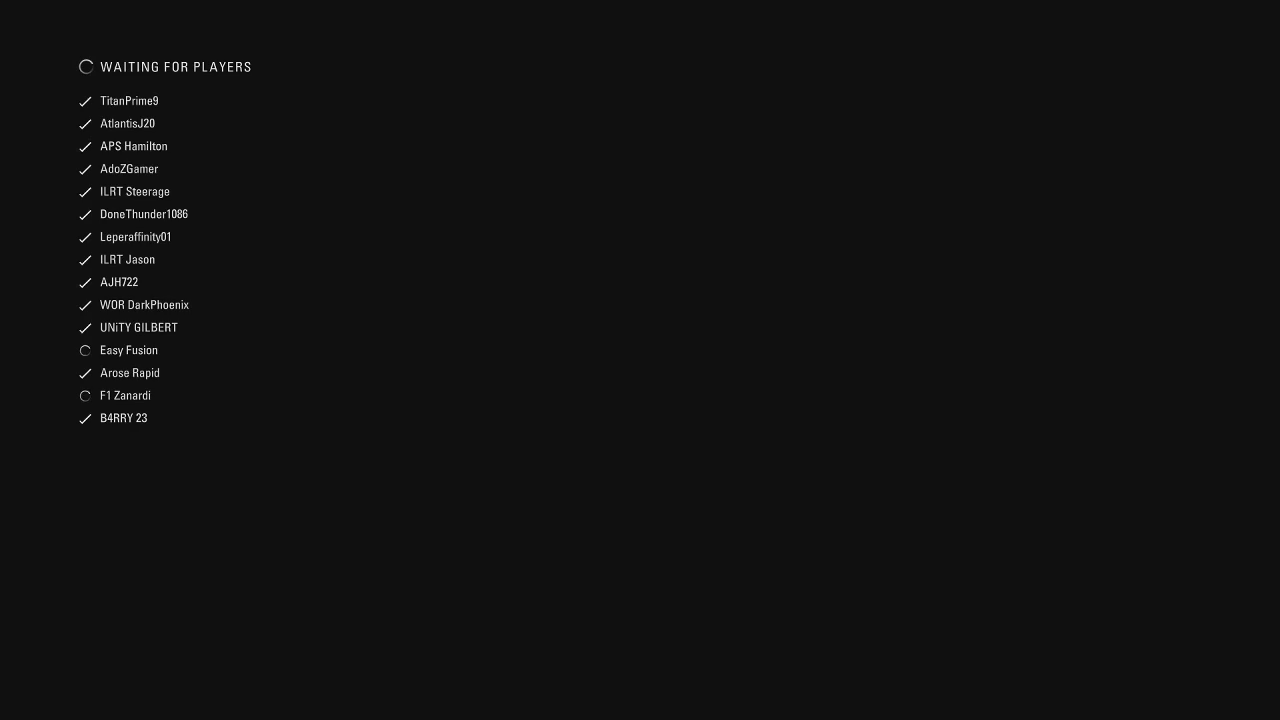 WAITING FOR PLAYERS
TitanPrime9
AtlantisJ20
APS Hamilton
AdoZGamer
ILRT Steerage
DoneThunder1086
Leperaffinity01
ILRT Jason
AJH722
WOR DarkPhoenix
UNiTY GILBERT
Easy Fusion
Arose Rapid
F1 Zanardi
B4RRY 23